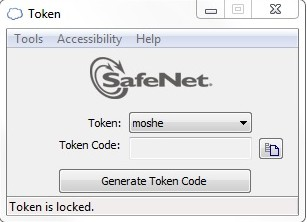 Token
Tools Accessibility Help
SafeNet.
Token: moshe
Token Code:
Generate Token Code
Token is locked.